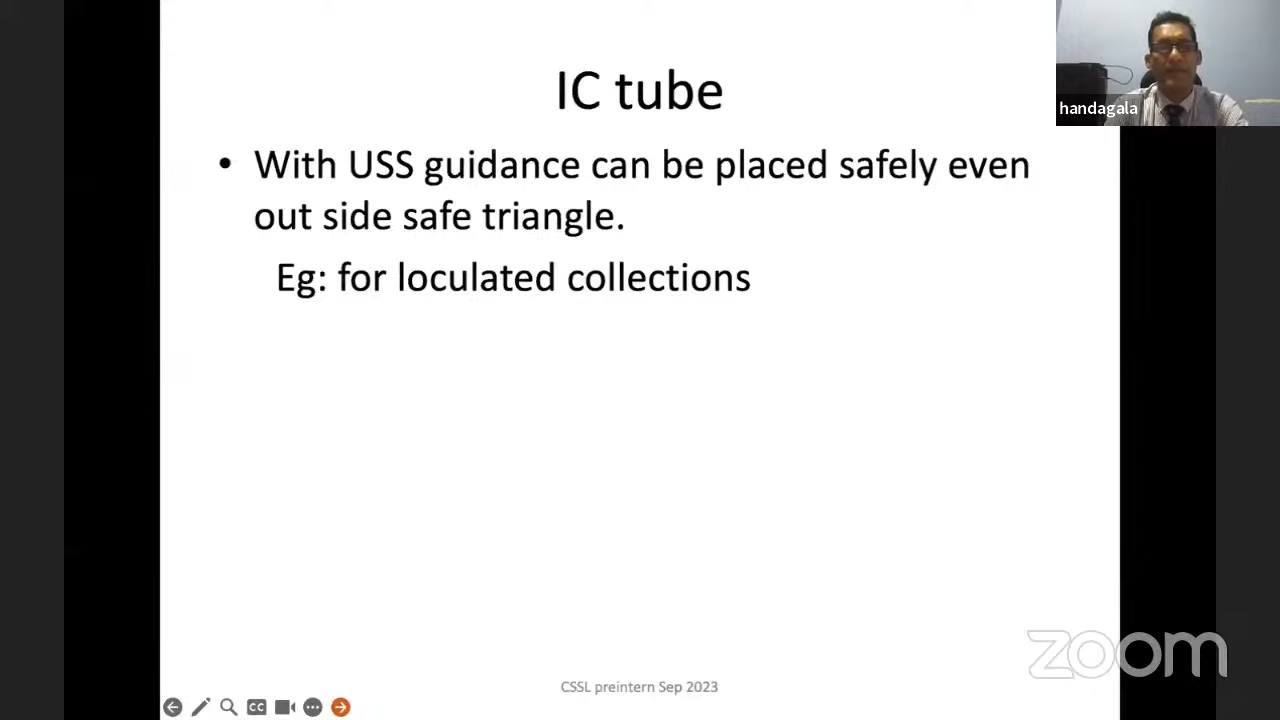 IC tube
handagala
• With USS guidance can be placed safely even
out side safe triangle.
Eg: for loculated collections
zoom
CSSL preintern Sep 2023
CC